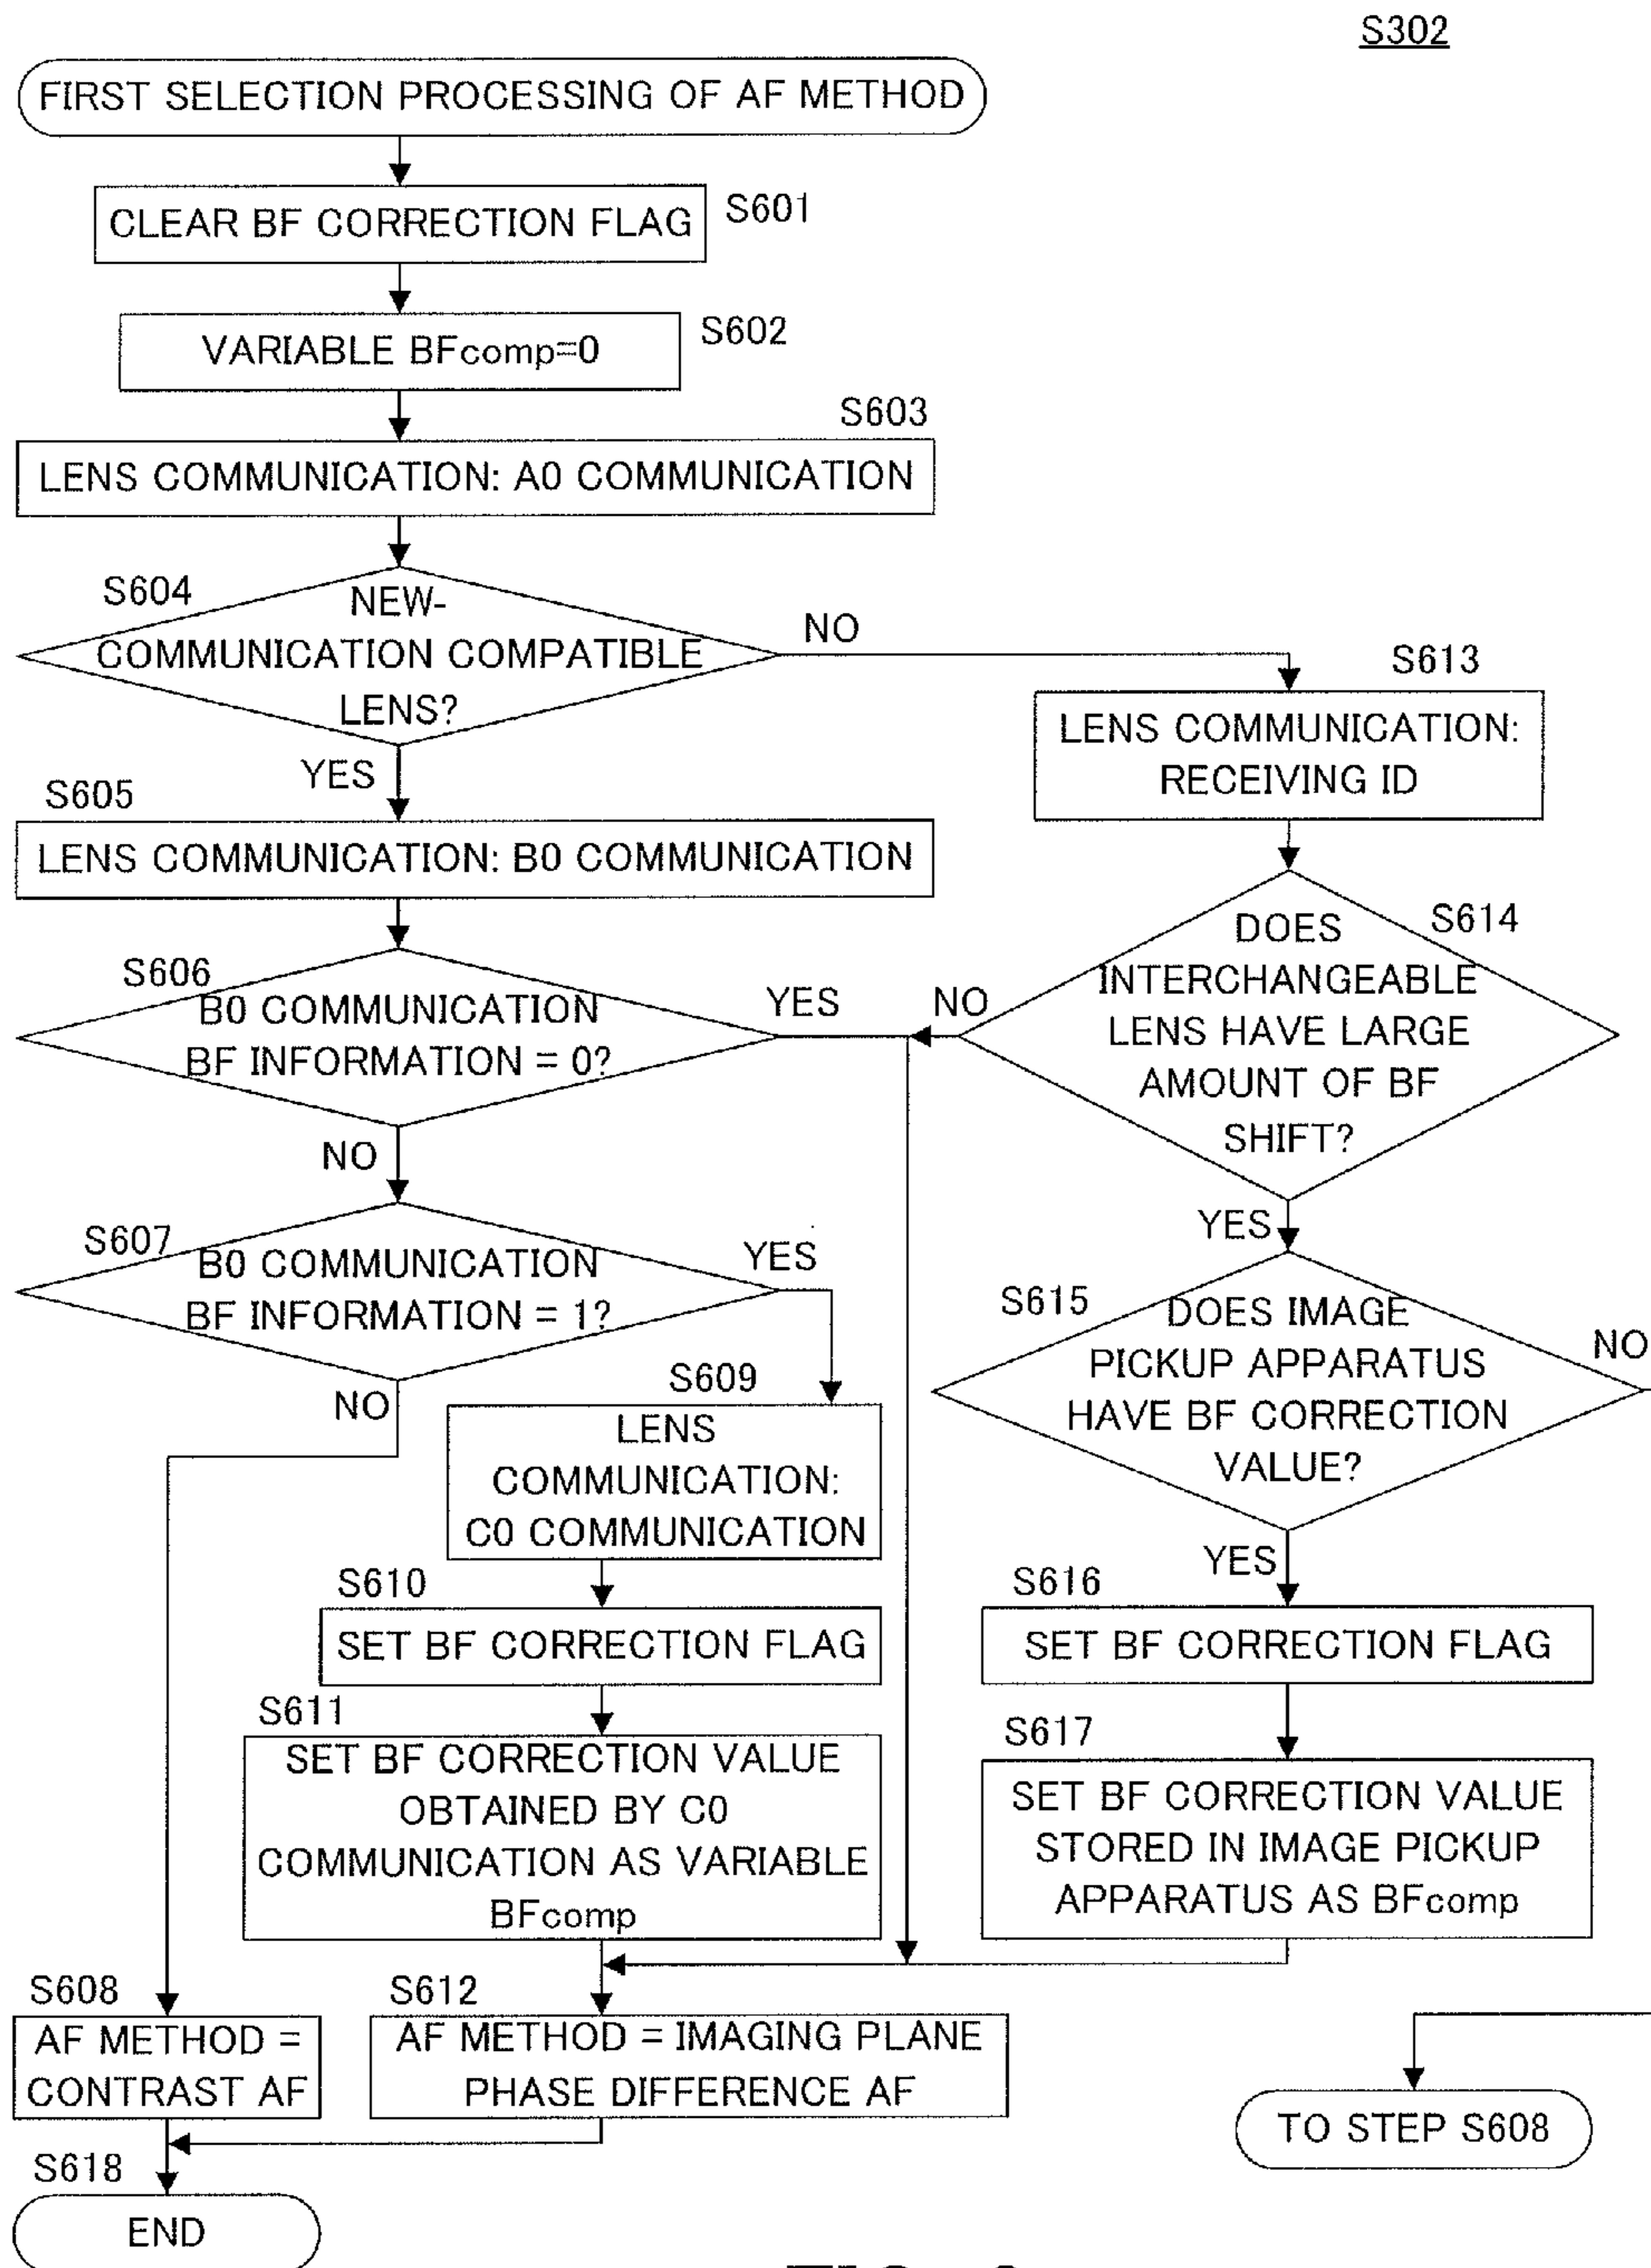 S302
FIRST SELECTION PROCESSING OF AF METHOD
CLEAR BF CORRECTION FLAG
S601
VARIABLE BFcomp=0
S602
S603
LENS COMMUNICATION: A0 COMMUNICATION
S604
NEW-
COMMUNICATION COMPATIBLE
LENS?
NO
YES
S613
LENS COMMUNICATION:
RECEIVING ID
S605
LENS COMMUNICATION: B0 COMMUNICATION
S606
B0 COMMUNICATION
BF INFORMATION = 0?
YES
NO
S614
DOES
INTERCHANGEABLE
LENS HAVE LARGE
AMOUNT OF BF
SHIFT?
NO
YES
S607
B0 COMMUNICATION
BF INFORMATION = 1?
YES
NO
S615
DOES IMAGE
PICKUP APPARATUS
HAVE BF CORRECTION
VALUE?
NO
YES
S609
LENS
COMMUNICATION:
C0 COMMUNICATION
S610
SET BF CORRECTION FLAG
S611
SET BF CORRECTION VALUE
OBTAINED BY C0
COMMUNICATION AS VARIABLE
BFcomp
S616
SET BF CORRECTION FLAG
S617
SET BF CORRECTION VALUE
STORED IN IMAGE PICKUP
APPARATUS AS BFcomp
S608
AF METHOD =
CONTRAST AF
S612
AF METHOD = IMAGING PLANE
PHASE DIFFERENCE AF
TO STEP S608
S618
END